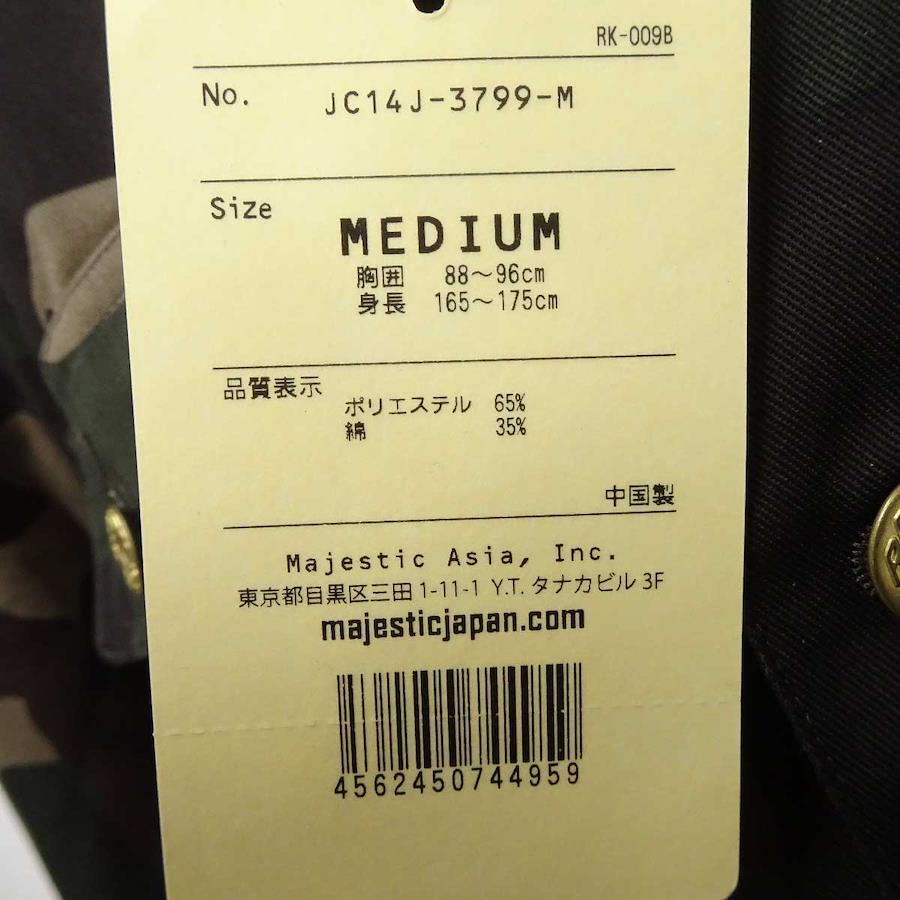 RK-009B
No. JC14J-3799-M
Size MEDIUM
胸囲 88～96cm
身長 165～175cm
品質表示 ポリエステル 65%
綿 35%
中国製
Majestic Asia, Inc.
東京都目黒区三田1-11-1 Y.T.タナカビル3F
majesticjapan.com
4562450744959